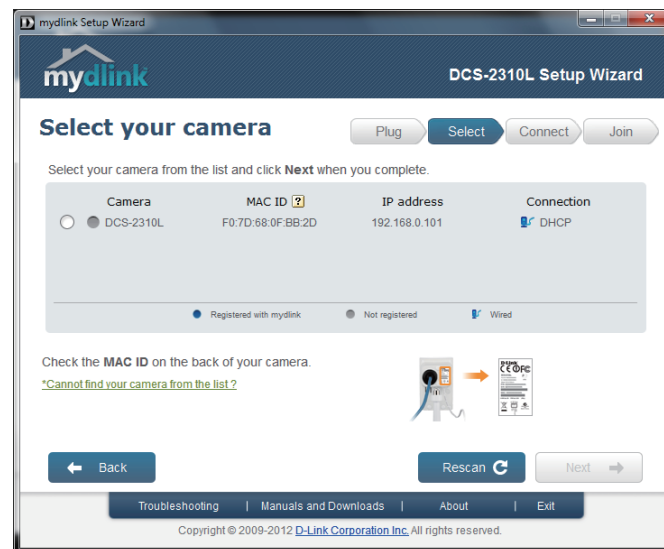 mydlink Setup Wizard
mydlink
DCS-2310L Setup Wizard
Select your camera
Plug Select Connect Join
Select your camera from the list and click Next when you complete.
Camera MAC ID ? IP address Connection
DCS-2310L F0:7D:68:0F:BB:2D 192.168.0.101 DHCP
Registered with mydlink Not registered Wired
Check the MAC ID on the back of your camera.
*Cannot find your camera from the list ?
D-Link
CE FC
Back Rescan Next
Troubleshooting | Manuals and Downloads | About | Exit
Copyright © 2009-2012 D-Link Corporation Inc. All rights reserved.